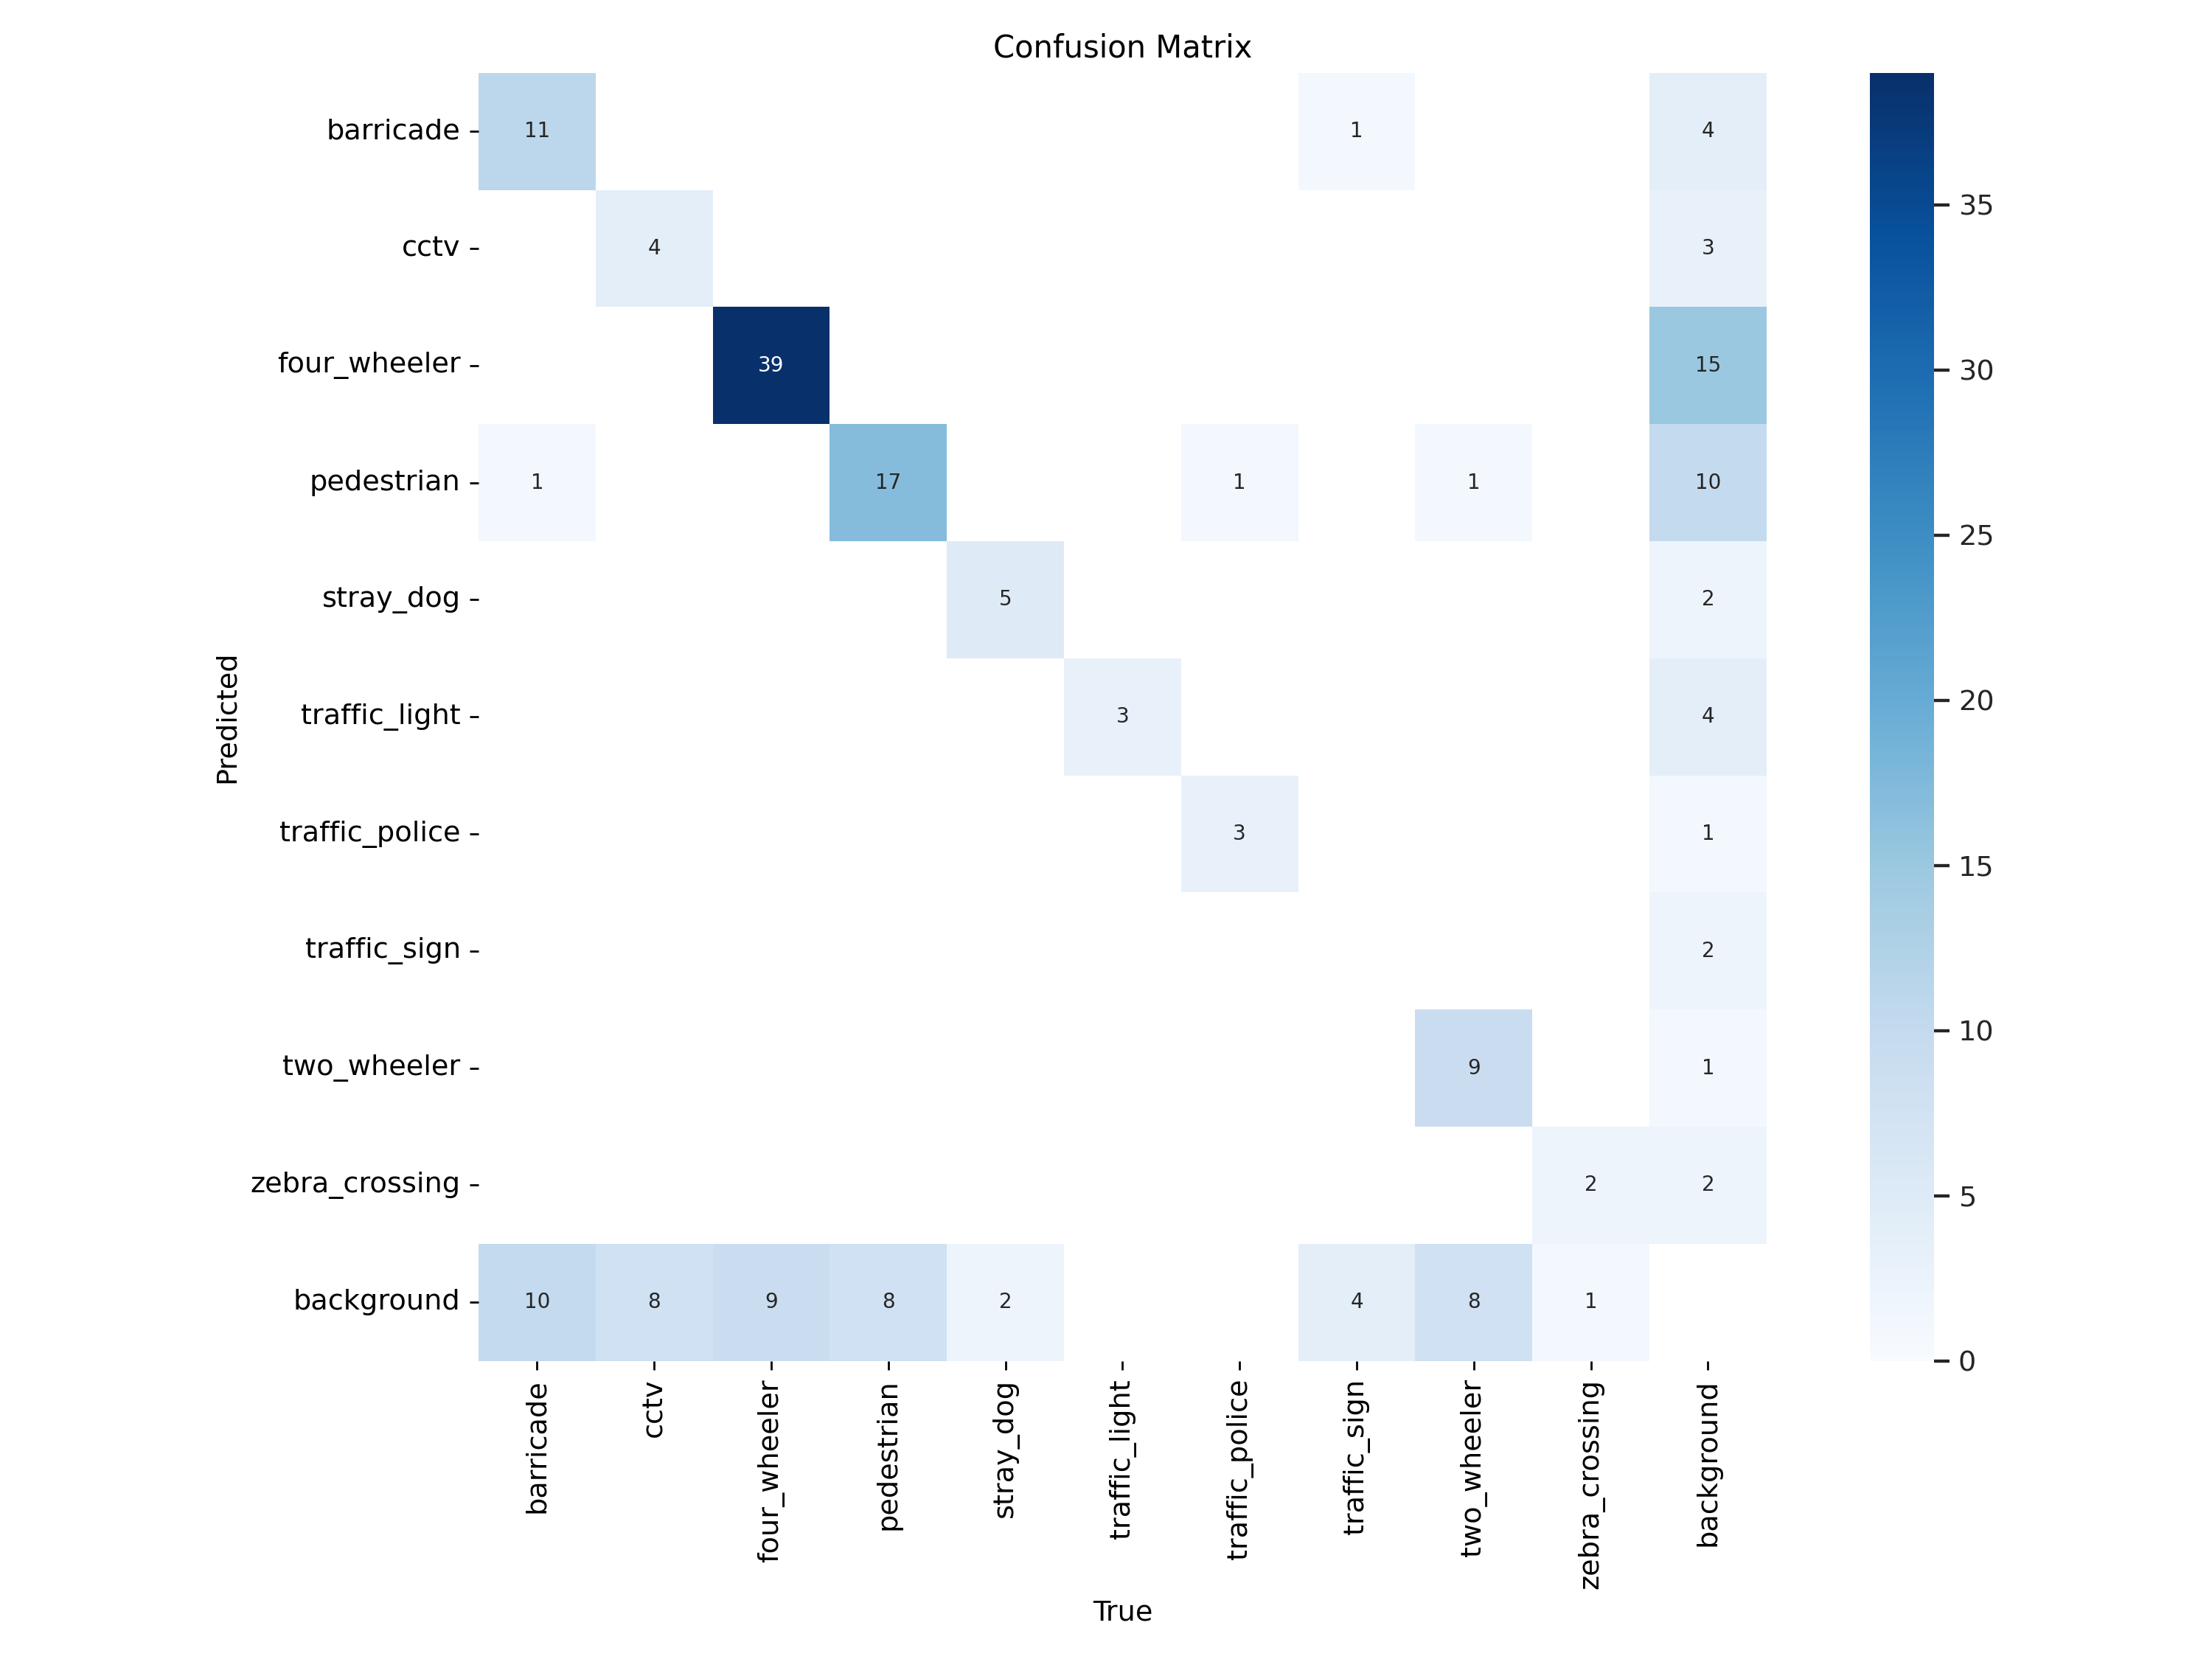 Confusion Matrix
barricade 11 1 4
cctv 4 3
four_wheeler 39 15
pedestrian 1 17 1 1 10
stray_dog 5 2
traffic_light 3 4
traffic_police 3 1
traffic_sign 2
two_wheeler 9 1
zebra_crossing 2 2
background 10 8 9 8 2 4 8 1
Predicted
barricade
cctv
four_wheeler
pedestrian
stray_dog
traffic_light
traffic_police
traffic_sign
two_wheeler
zebra_crossing
background
True
35
30
25
20
15
10
5
0